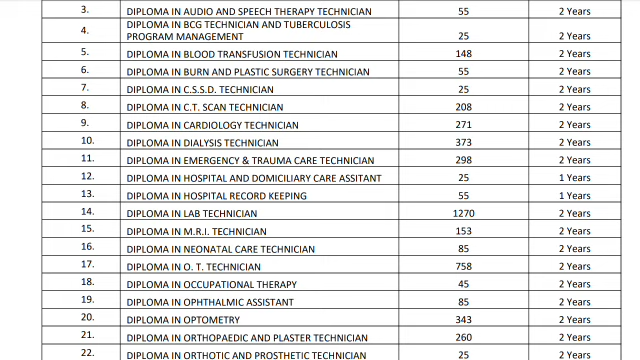 3. DIPLOMA IN AUDIO AND SPEECH THERAPY TECHNICIAN 55 2 Years
4. DIPLOMA IN BCG TECHNICIAN AND TUBERCULOSIS
PROGRAM MANAGEMENT 25 2 Years
5. DIPLOMA IN BLOOD TRANSFUSION TECHNICIAN 148 2 Years
6. DIPLOMA IN BURN AND PLASTIC SURGERY TECHNICIAN 55 2 Years
7. DIPLOMA IN C.S.S.D. TECHNICIAN 25 2 Years
8. DIPLOMA IN C.T. SCAN TECHNICIAN 208 2 Years
9. DIPLOMA IN CARDIOLOGY TECHNICIAN 271 2 Years
10. DIPLOMA IN DIALYSIS TECHNICIAN 373 2 Years
11. DIPLOMA IN EMERGENCY & TRAUMA CARE TECHNICIAN 298 2 Years
12. DIPLOMA IN HOSPITAL AND DOMICILIARY CARE ASSITANT 25 1 Years
13. DIPLOMA IN HOSPITAL RECORD KEEPING 55 1 Years
14. DIPLOMA IN LAB TECHNICIAN 1270 2 Years
15. DIPLOMA IN M.R.I. TECHNICIAN 153 2 Years
16. DIPLOMA IN NEONATAL CARE TECHNICIAN 85 2 Years
17. DIPLOMA IN O. T. TECHNICIAN 758 2 Years
18. DIPLOMA IN OCCUPATIONAL THERAPY 45 2 Years
19. DIPLOMA IN OPHTHALMIC ASSISTANT 85 2 Years
20. DIPLOMA IN OPTOMETRY 343 2 Years
21. DIPLOMA IN ORTHOPAEDIC AND PLASTER TECHNICIAN 260 2 Years
22. DIPLOMA IN ORTHOTIC AND PROSTHETIC TECHNICIAN 25 2 Years